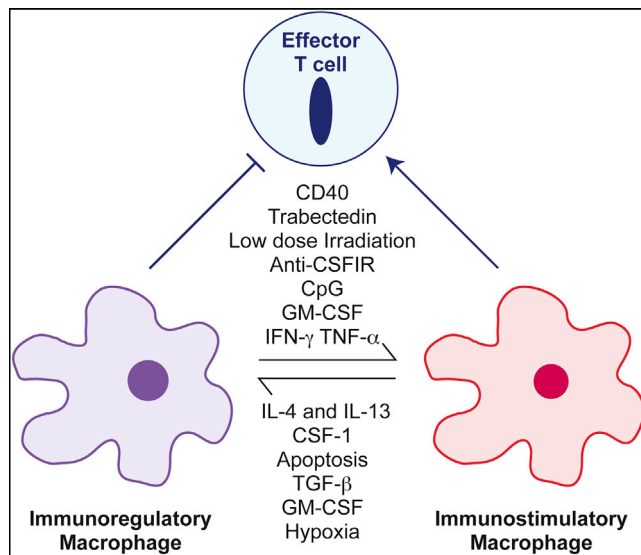 Effector
T cell
CD40
Trabectedin
Low dose Irradiation
Anti-CSFIR
CpG
GM-CSF
IFN-γ TNF-α
IL-4 and IL-13
CSF-1
Apoptosis
TGF-β
GM-CSF
Hypoxia
Immunoregulatory
Macrophage
Immunostimulatory
Macrophage